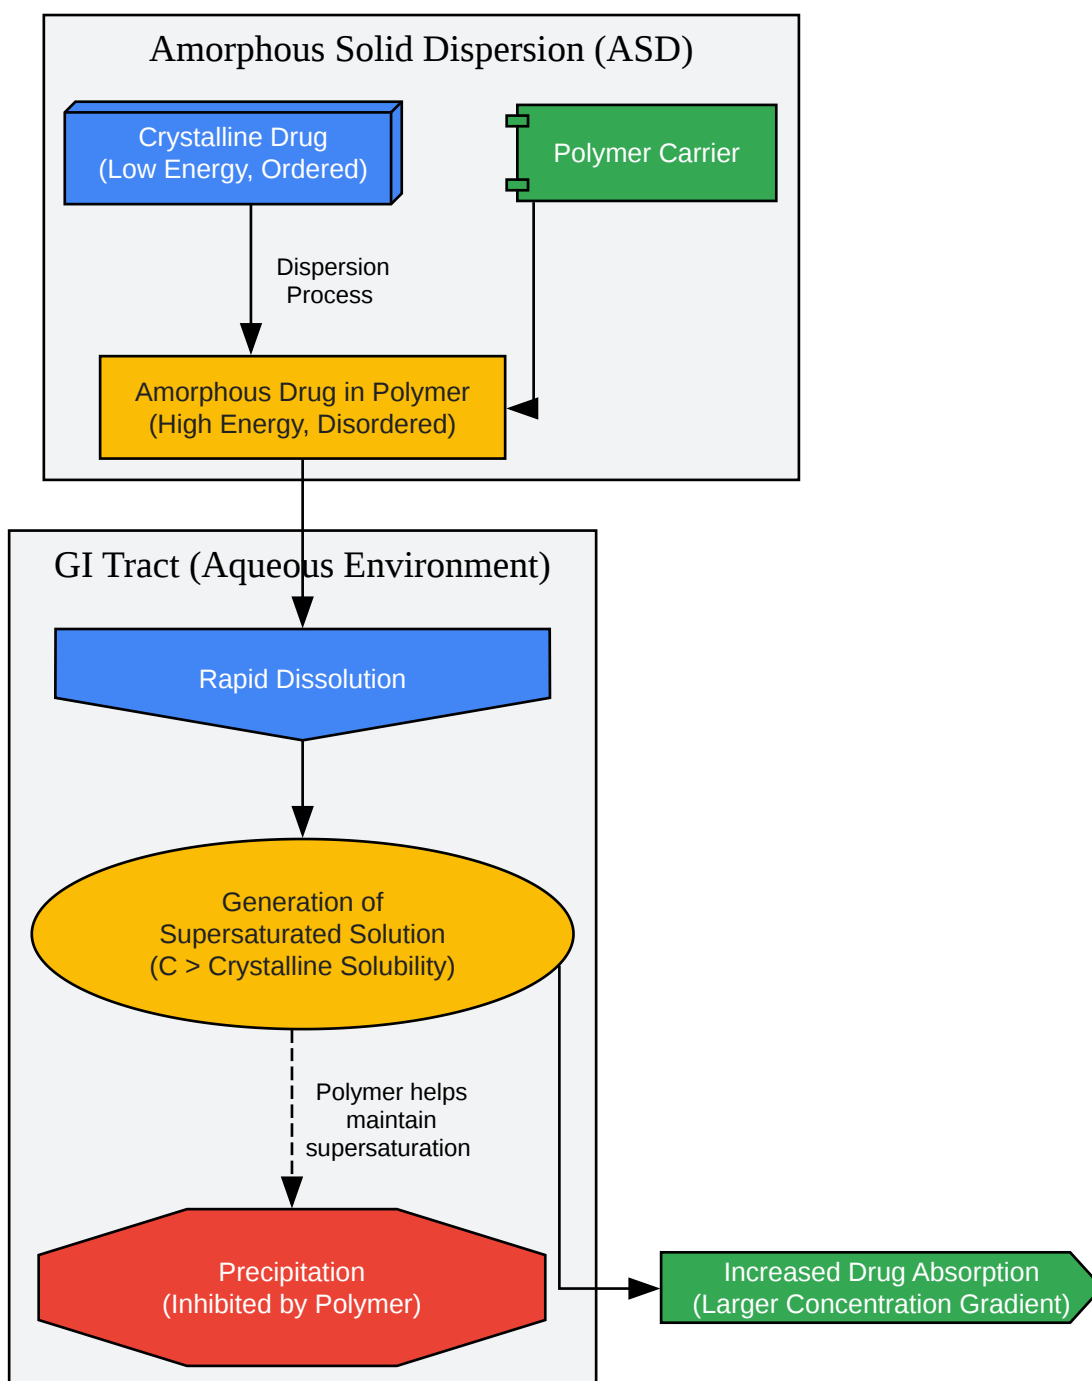 Amorphous Solid Dispersion (ASD)
Crystalline Drug
(Low Energy, Ordered)
Polymer Carrier
Dispersion
Process
Amorphous Drug in Polymer
(High Energy, Disordered)
GI Tract (Aqueous Environment)
Rapid Dissolution
Generation of
Supersaturated Solution
(C > Crystalline Solubility)
Polymer helps
maintain
supersaturation
Precipitation
(Inhibited by Polymer)
Increased Drug Absorption
(Larger Concentration Gradient)